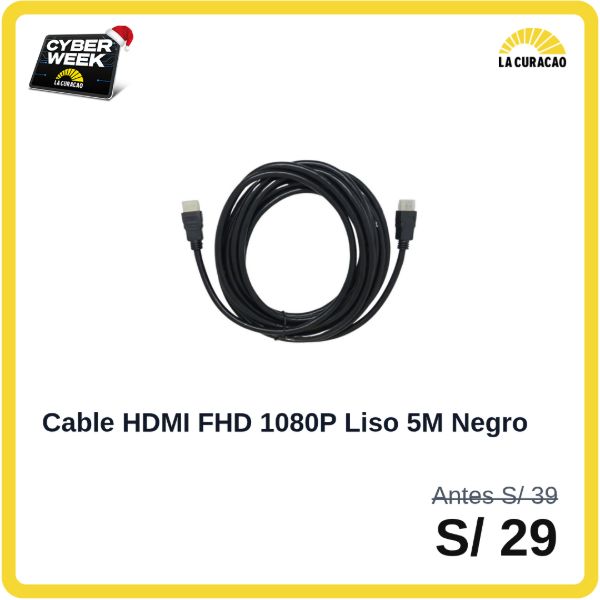 CYBER
WEEK
LA CURACAO
LA CURACAO
Cable HDMI FHD 1080P Liso 5M Negro
Antes S/ 39
S/ 29